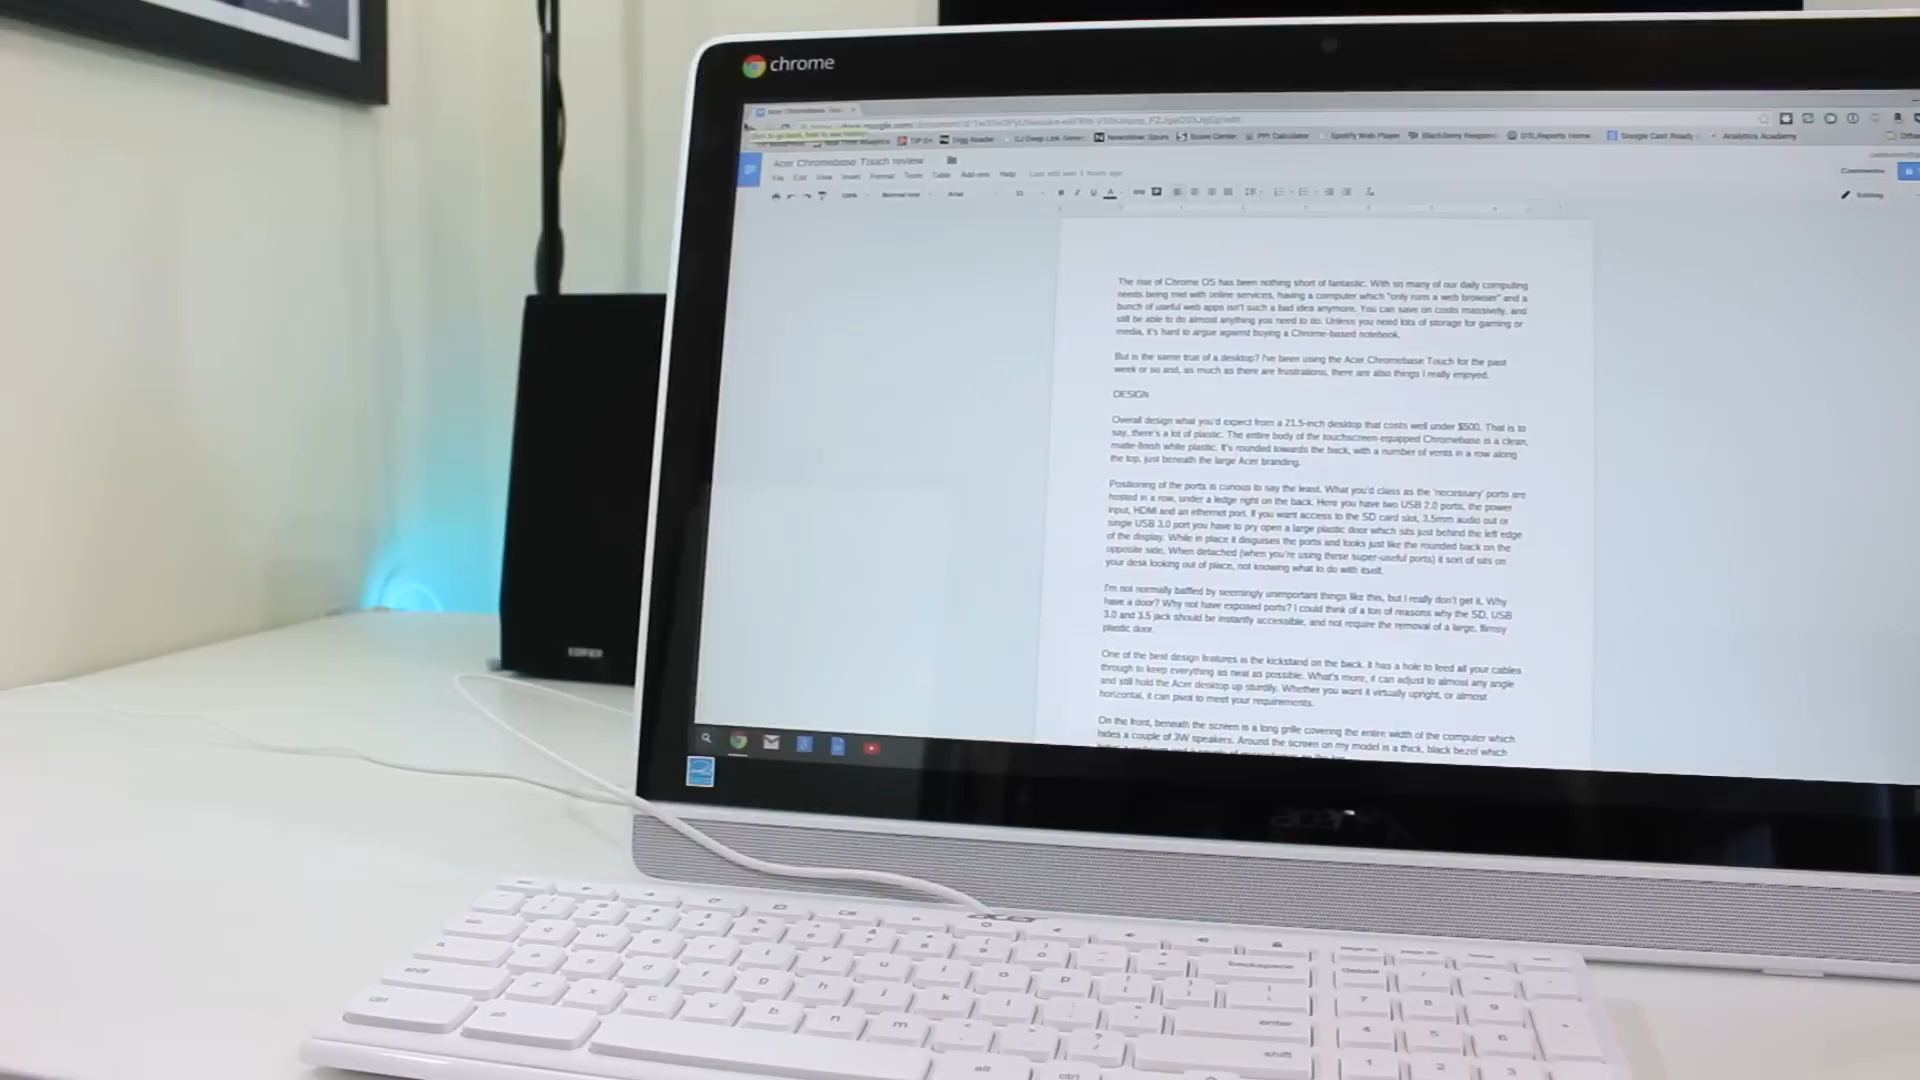 chrome
Acer Chromebase Touch review
File Edit View Insert Format Tools Table Add-ons Help
Comments
Editing
The rise of Chrome OS has been nothing short of fantastic. With so many of our daily computing
needs being met with online services, having a computer which "only runs a web browser" and a
bunch of useful web apps isn't such a bad idea anymore. You can save on costs massively, and
still be able to do almost anything you need to do. Unless you need lots of storage for gaming or
media, it's hard to argue against buying a Chrome-based notebook.
But is the same true of a desktop? I've been using the Acer Chromebase Touch for the past
week or so and, as much as there are frustrations, there are also things I really enjoyed.
DESIGN
Overall design what you'd expect from a 21.5-inch desktop that costs well under $500. That is to
say, there's a lot of plastic. The entire body of the touchscreen-equipped Chromebase is a clean,
matte-finish white plastic. It's rounded towards the back, with a number of vents in a row along
the top, just beneath the large Acer branding.
Positioning of the ports is curious to say the least. What you'd class as the 'necessary' ports are
hosted in a row, under a ledge right on the back. Here you have two USB 2.0 ports, the power
input, HDMI and an ethernet port. If you want access to the SD card slot, 3.5mm audio out or
single USB 3.0 port you have to pry open a large plastic door which sits just behind the left edge
of the display. While in place it disguises the ports and looks just like the rounded back on the
opposite side. When detached (when you're using these super-useful ports) it sort of sits on
your desk looking out of place, not knowing what to do with itself.
I'm not normally baffled by seemingly unimportant things like this, but I really don't get it. Why
have a door? Why not have exposed ports? I could think of a ton of reasons why the SD, USB
3.0 and 3.5 jack should be instantly accessible, and not require the removal of a large, flimsy
plastic door.
One of the best design features is the kickstand on the back. It has a hole to feed all your cables
through to keep everything as neat as possible. What's more, it can adjust to almost any angle
and still hold the Acer desktop up sturdily. Whether you want it virtually upright, or almost
horizontal, it can pivot to meet your requirements.
On the front, beneath the screen is a long grille covering the entire width of the computer which
hides a couple of 3W speakers. Around the screen on my model is a thick, black bezel which
EDIFIER
acer
acer
backspace
enter
shift
shift
ctrl
alt
alt
ctrl